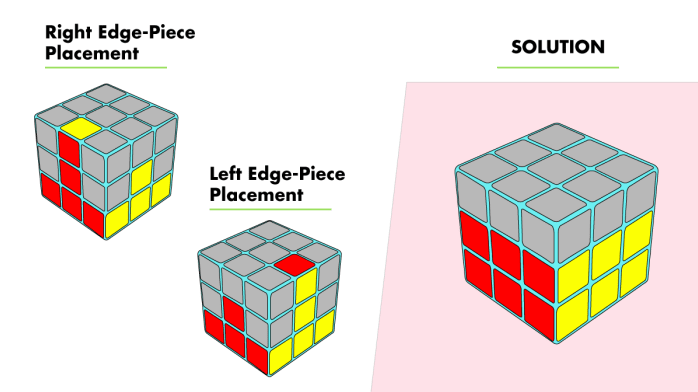 Right Edge-Piece
Placement
Left Edge-Piece
Placement
SOLUTION